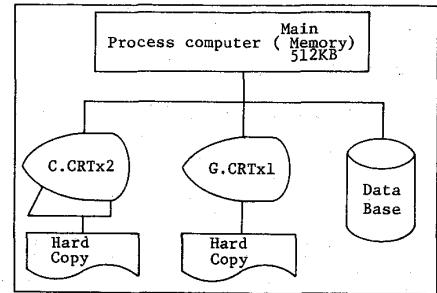 Main
Process computer ( Memory)
512KB
C.CRTx2
G.CRTx1
Data
Base
Hard
Copy
Hard
Copy